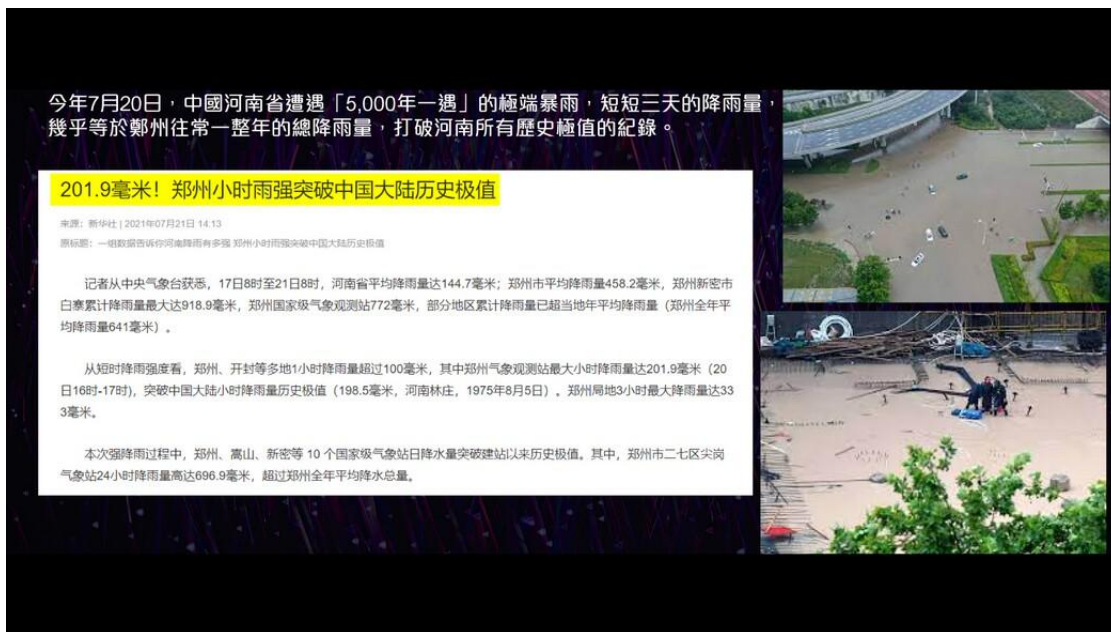 今年7月20日，中國河南省遭遇「5,000年一遇」的極端暴雨，短短三天的降雨量，
幾乎等於鄭州往常一整年的總降雨量，打破河南所有歷史極值的紀錄。
201.9毫米！郑州小时雨强突破中国大陆历史极值
来源：新华社 | 2021年07月21日 14:13
原标题：一组数据告诉你河南降雨有多强 郑州小时雨强突破中国大陆历史极值
记者从中央气象台获悉，17日8时至21日8时，河南省平均降雨量达144.7毫米；郑州市平均降雨量458.2毫米，郑州新密市
白寨累计降雨量最大达918.9毫米，郑州国家级气象观测站772毫米，部分地区累计降雨量已超当地年平均降雨量（郑州全年平
均降雨量641毫米）。
从短时降雨强度看，郑州、开封等多地1小时降雨量超过100毫米，其中郑州气象观测站最大小时降雨量达201.9毫米（20
日16时-17时)，突破中国大陆小时降雨量历史极值（198.5毫米，河南林庄，1975年8月5日）。郑州局地3小时最大降雨量达33
3毫米。
本次强降雨过程中，郑州、嵩山、新密等 10 个国家级气象站日降水量突破建站以来历史极值。其中，郑州市二七区尖岗
气象站24小时降雨量高达696.9毫米，超过郑州全年平均降水总量。